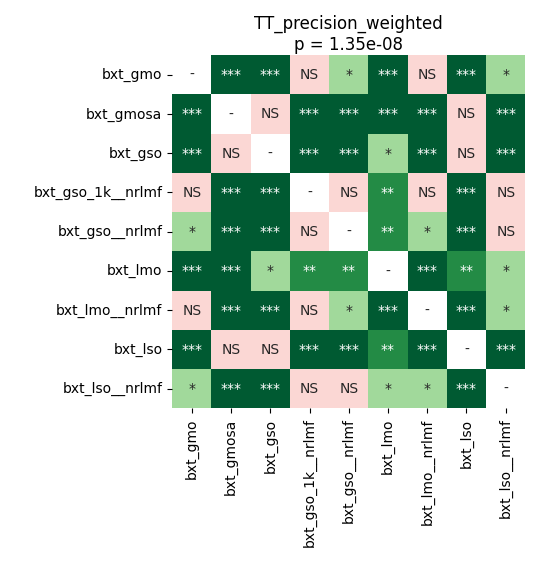 TT_precision_weighted
p = 1.35e-08
bxt_gmo - *** *** NS * *** NS *** *
bxt_gmosa *** - NS *** *** *** *** NS ***
bxt_gso *** NS - *** *** * *** NS ***
bxt_gso_1k__nrlmf NS *** *** - NS ** NS *** NS
bxt_gso__nrlmf * *** *** NS - ** * *** NS
bxt_lmo *** *** * ** ** - *** ** *
bxt_lmo__nrlmf NS *** *** NS * *** - *** *
bxt_lso *** NS NS *** *** ** *** - ***
bxt_lso__nrlmf * *** *** NS NS * * *** -
bxt_gmo
bxt_gmosa
bxt_gso
bxt_gso_1k__nrlmf
bxt_gso__nrlmf
bxt_lmo
bxt_lmo__nrlmf
bxt_lso
bxt_lso__nrlmf